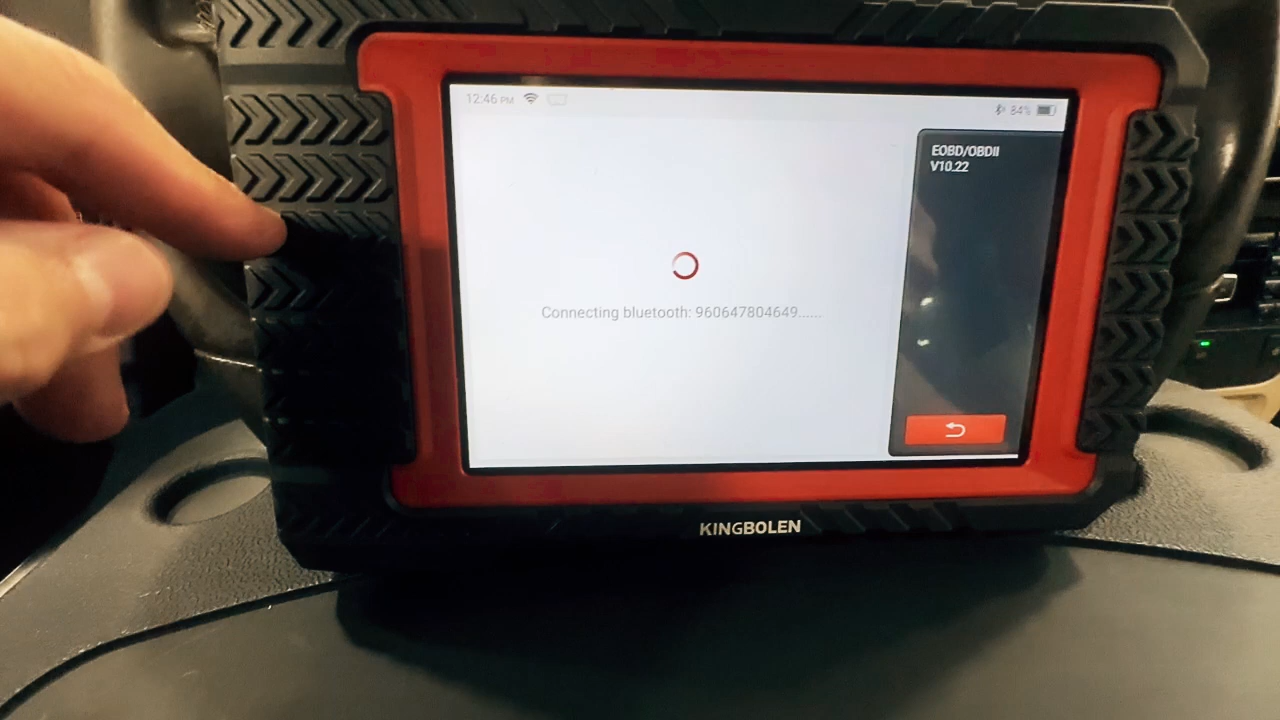 12:46 PM
84%
EOBD/OBDII
V10.22
Connecting bluetooth: 960647804649......
KINGBOLEN